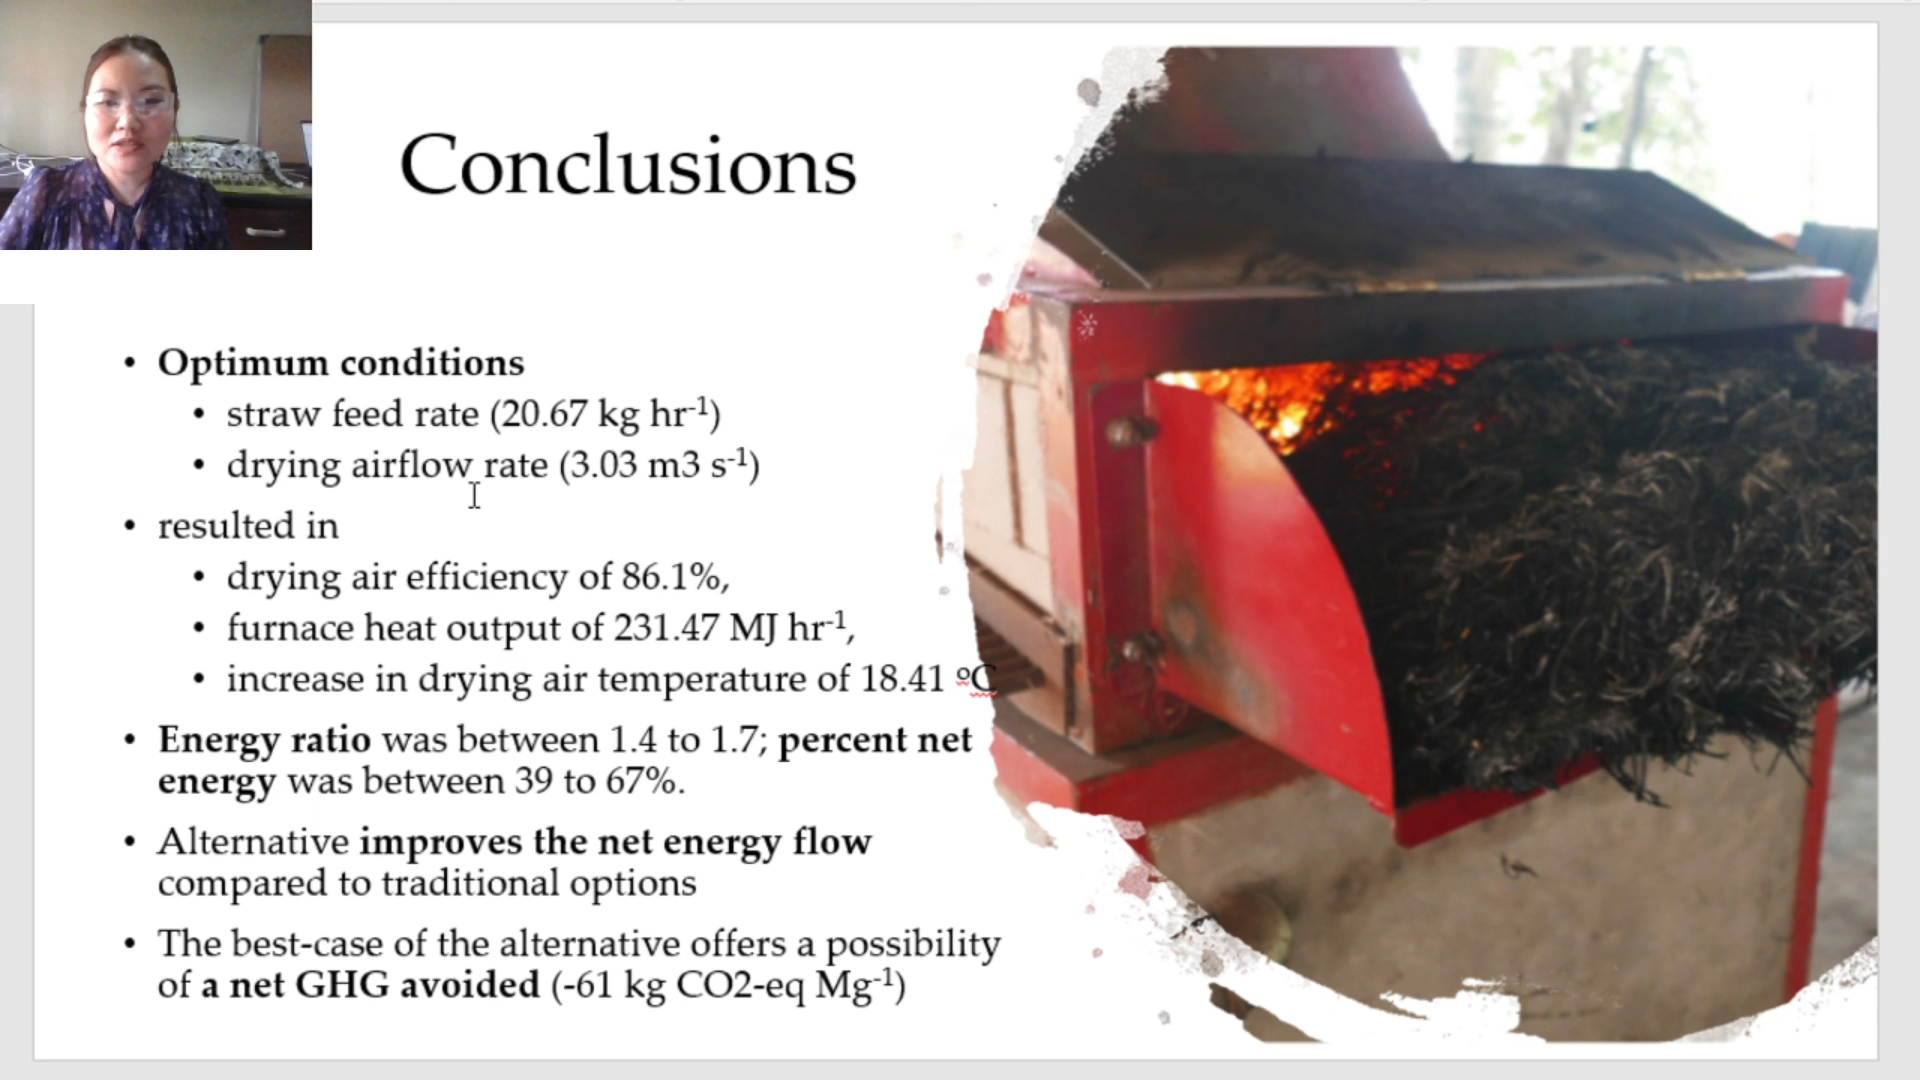 Conclusions
• Optimum conditions
• straw feed rate (20.67 kg hr⁻¹)
• drying airflow rate (3.03 m3 s⁻¹)
• resulted in
• drying air efficiency of 86.1%,
• furnace heat output of 231.47 MJ hr⁻¹,
• increase in drying air temperature of 18.41 ºC
• Energy ratio was between 1.4 to 1.7; percent net
energy was between 39 to 67%.
• Alternative improves the net energy flow
compared to traditional options
• The best-case of the alternative offers a possibility
of a net GHG avoided (-61 kg CO2-eq Mg⁻¹)